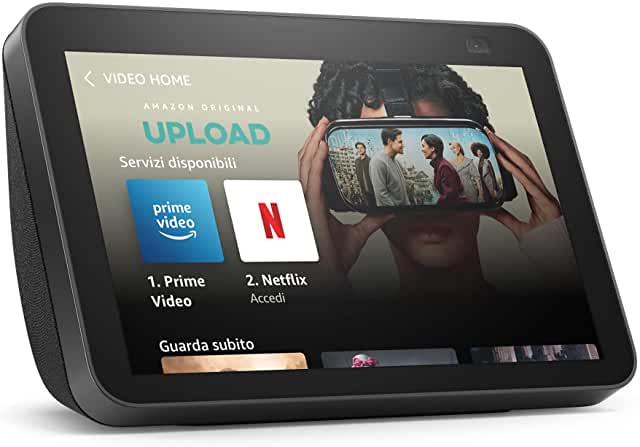 VIDEO HOME
AMAZON ORIGINAL
UPLOAD
Servizi disponibili
prime
video
N
1. Prime
Video
2. Netflix
Accedi
Guarda subito